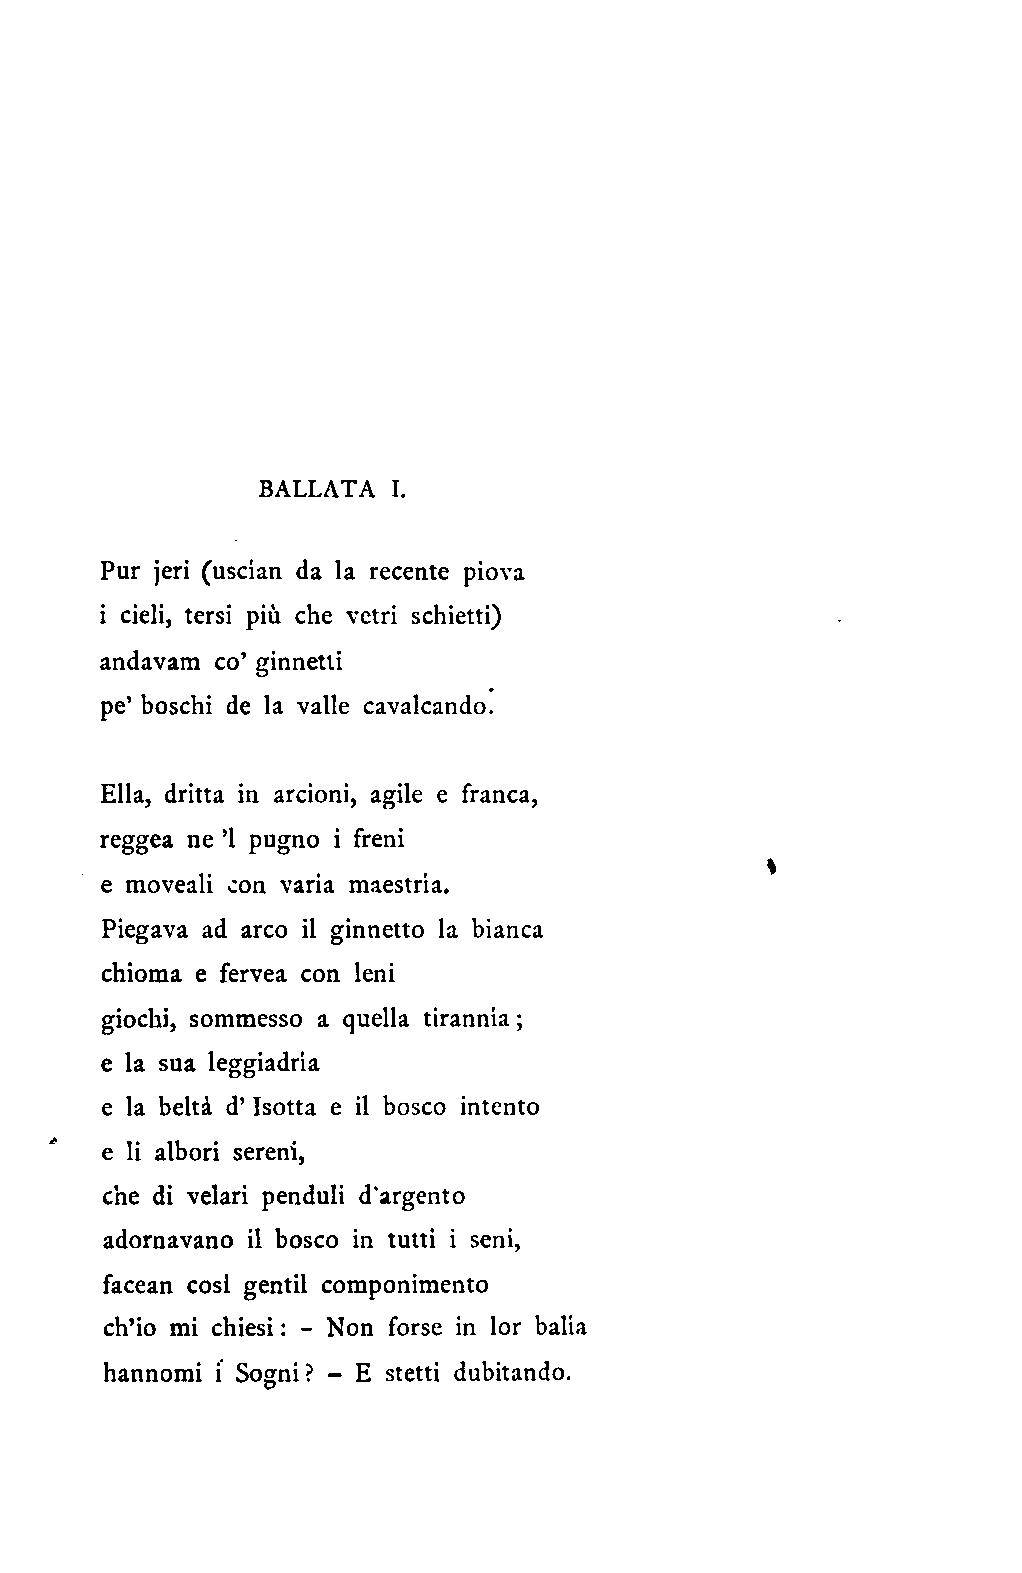 BALLATA I.
Pur jeri (uscian da la recente piova
i cieli, tersi più che vetri schietti)
andavam co' ginnetti
pe' boschi de la valle cavalcando.
Ella, dritta in arcioni, agile e franca,
reggea ne 'l pugno i freni
e moveali con varia maestria.
Piegava ad arco il ginnetto la bianca
chioma e fervea con leni
giochi, sommesso a quella tirannia;
e la sua leggiadria
e la beltà d' Isotta e il bosco intento
e li albori sereni,
che di velari penduli d'argento
adornavano il bosco in tutti i seni,
facean così gentil componimento
ch'io mi chiesi: - Non forse in lor balìa
hannomi i Sogni? - E stetti dubitando.